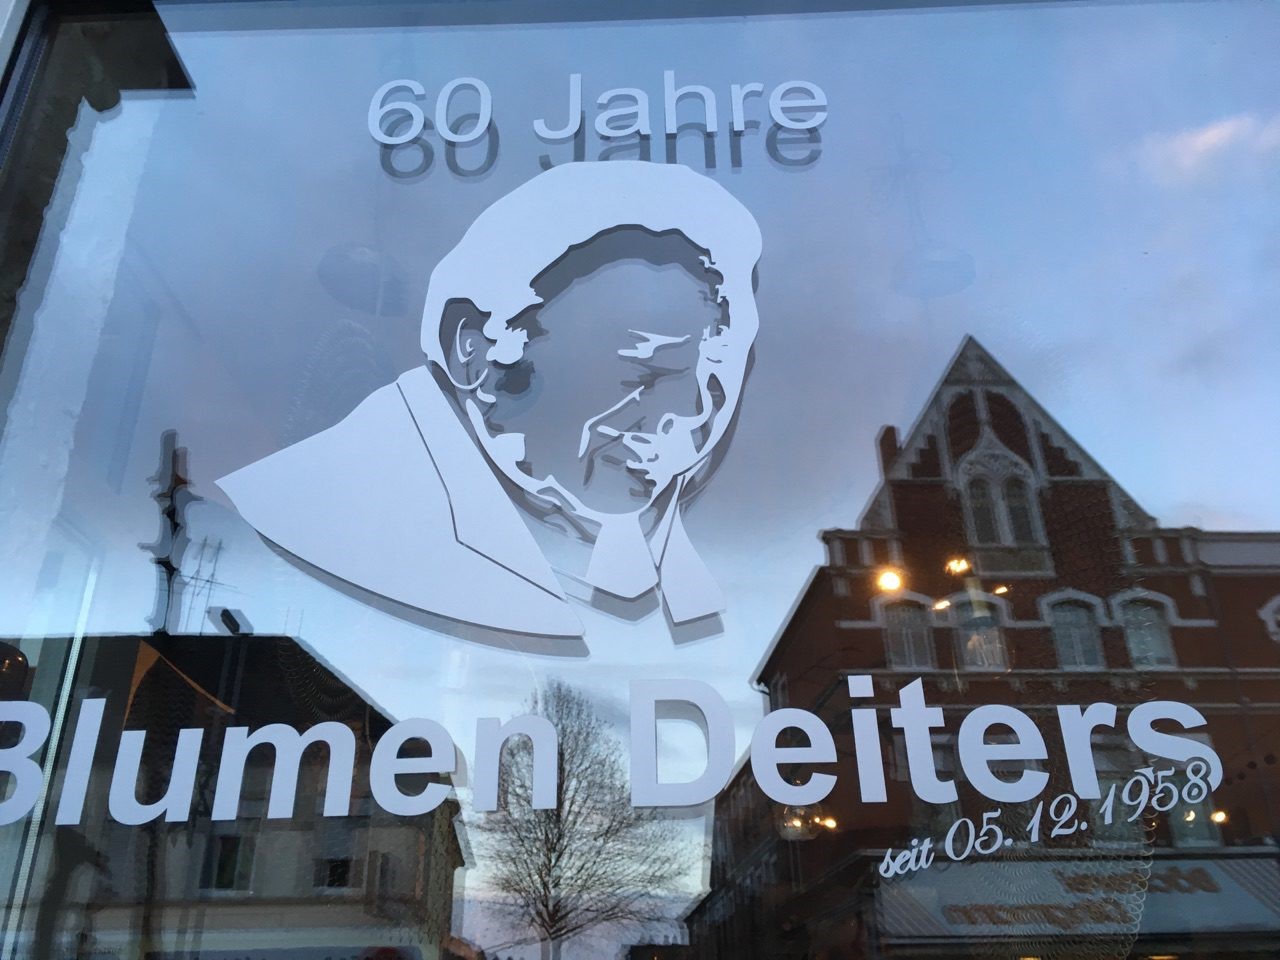 60 Jahre
Blumen Deiters
seit 05.12.1958